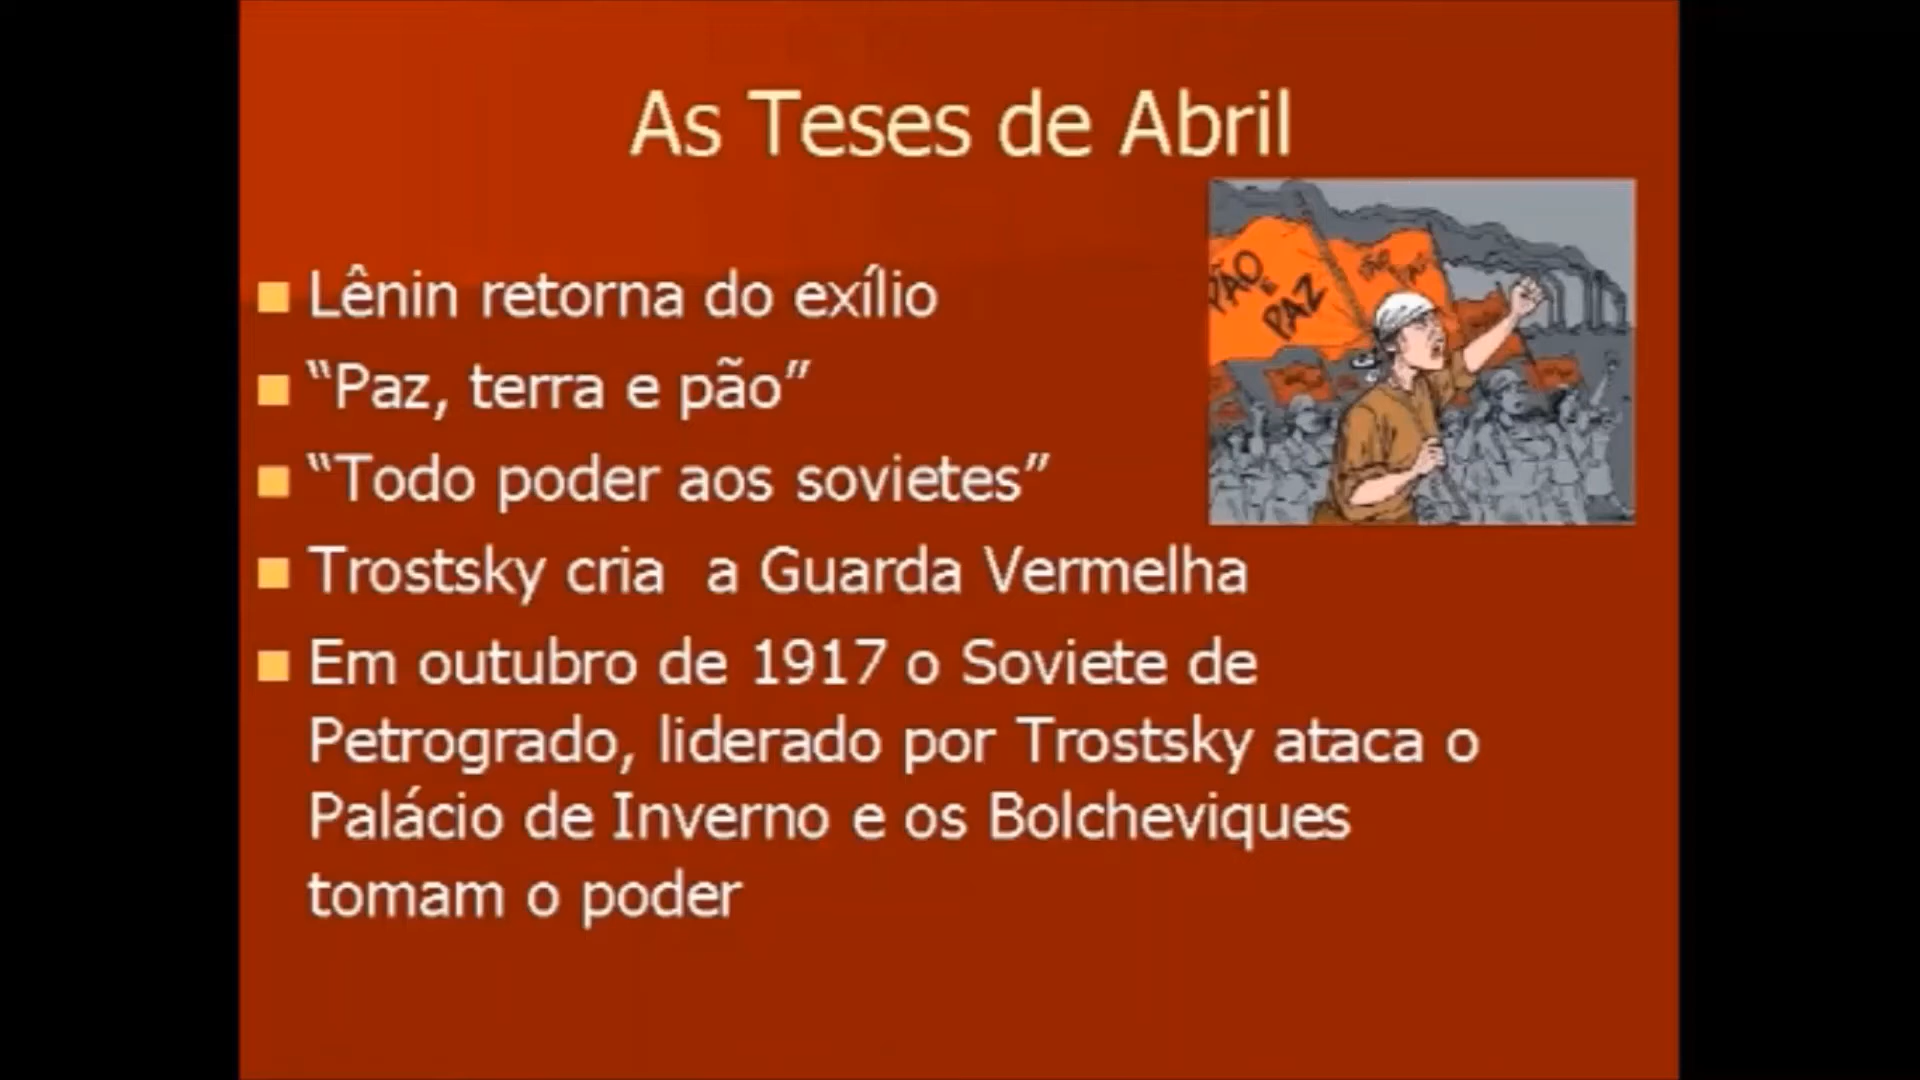 As Teses de Abril
PÃO
E
PAZ
Lênin retorna do exílio
“Paz, terra e pão”
“Todo poder aos sovietes”
Trostsky cria  a Guarda Vermelha
Em outubro de 1917 o Soviete de
Petrogrado, liderado por Trostsky ataca o
Palácio de Inverno e os Bolcheviques
tomam o poder